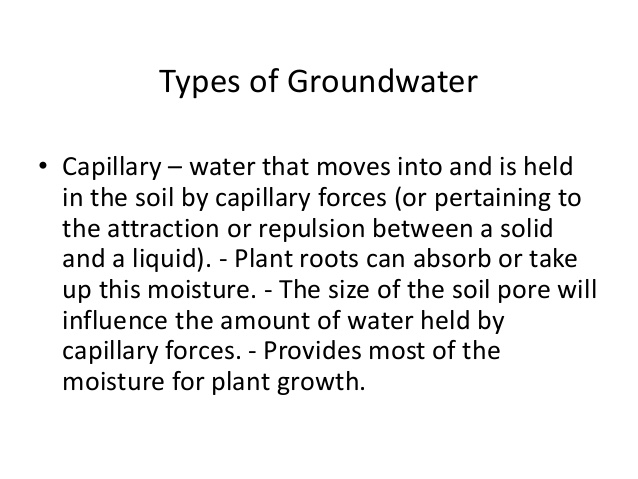 Types of Groundwater
• Capillary – water that moves into and is held
in the soil by capillary forces (or pertaining to
the attraction or repulsion between a solid
and a liquid). - Plant roots can absorb or take
up this moisture. - The size of the soil pore will
influence the amount of water held by
capillary forces. - Provides most of the
moisture for plant growth.